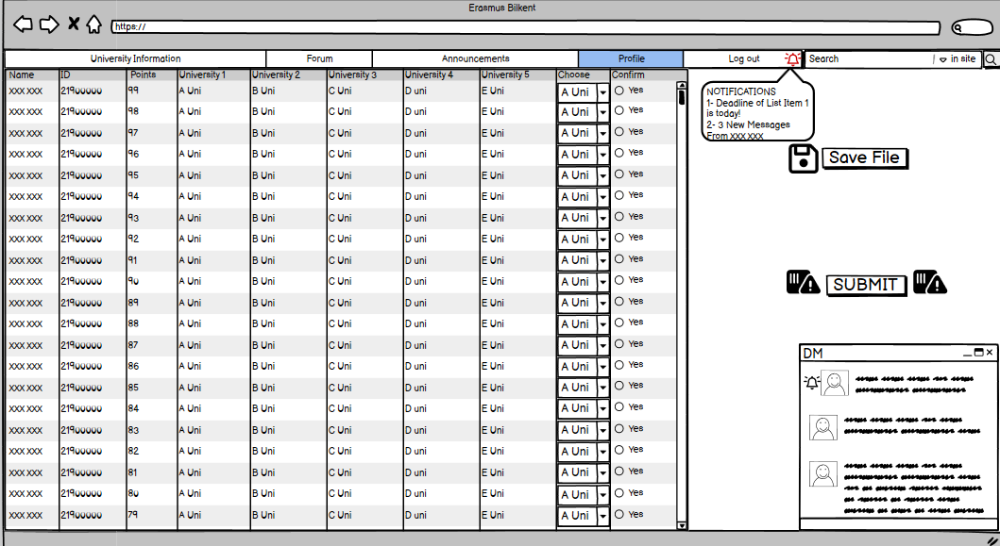 Erasmus Bilkent
https://
University Information Forum Announcements Profile Log out Search in site
Name ID Points University 1 University 2 University 3 University 4 University 5 Choose Confirm
XXX XXX 21900000 99 A Uni B Uni C Uni D uni E Uni A Uni Yes
XXX XXX 21900000 98 A Uni B Uni C Uni D uni E Uni A Uni Yes
XXX XXX 21900000 97 A Uni B Uni C Uni D uni E Uni A Uni Yes
XXX XXX 21900000 96 A Uni B Uni C Uni D uni E Uni A Uni Yes
XXX XXX 21900000 95 A Uni B Uni C Uni D uni E Uni A Uni Yes
XXX XXX 21900000 94 A Uni B Uni C Uni D uni E Uni A Uni Yes
XXX XXX 21900000 93 A Uni B Uni C Uni D uni E Uni A Uni Yes
XXX XXX 21900000 92 A Uni B Uni C Uni D uni E Uni A Uni Yes
XXX XXX 21900000 91 A Uni B Uni C Uni D uni E Uni A Uni Yes
XXX XXX 21900000 90 A Uni B Uni C Uni D uni E Uni A Uni Yes
XXX XXX 21900000 89 A Uni B Uni C Uni D uni E Uni A Uni Yes
XXX XXX 21900000 88 A Uni B Uni C Uni D uni E Uni A Uni Yes
XXX XXX 21900000 87 A Uni B Uni C Uni D uni E Uni A Uni Yes
XXX XXX 21900000 86 A Uni B Uni C Uni D uni E Uni A Uni Yes
XXX XXX 21900000 85 A Uni B Uni C Uni D uni E Uni A Uni Yes
XXX XXX 21900000 84 A Uni B Uni C Uni D uni E Uni A Uni Yes
XXX XXX 21900000 83 A Uni B Uni C Uni D uni E Uni A Uni Yes
XXX XXX 21900000 82 A Uni B Uni C Uni D uni E Uni A Uni Yes
XXX XXX 21900000 81 A Uni B Uni C Uni D uni E Uni A Uni Yes
XXX XXX 21900000 80 A Uni B Uni C Uni D uni E Uni A Uni Yes
XXX XXX 21900000 79 A Uni B Uni C Uni D uni E Uni A Uni Yes
NOTIFICATIONS
1- Deadline of List Item 1
is today!
2- 3 New Messages
From XXX XXX
Save File
SUBMIT
DM